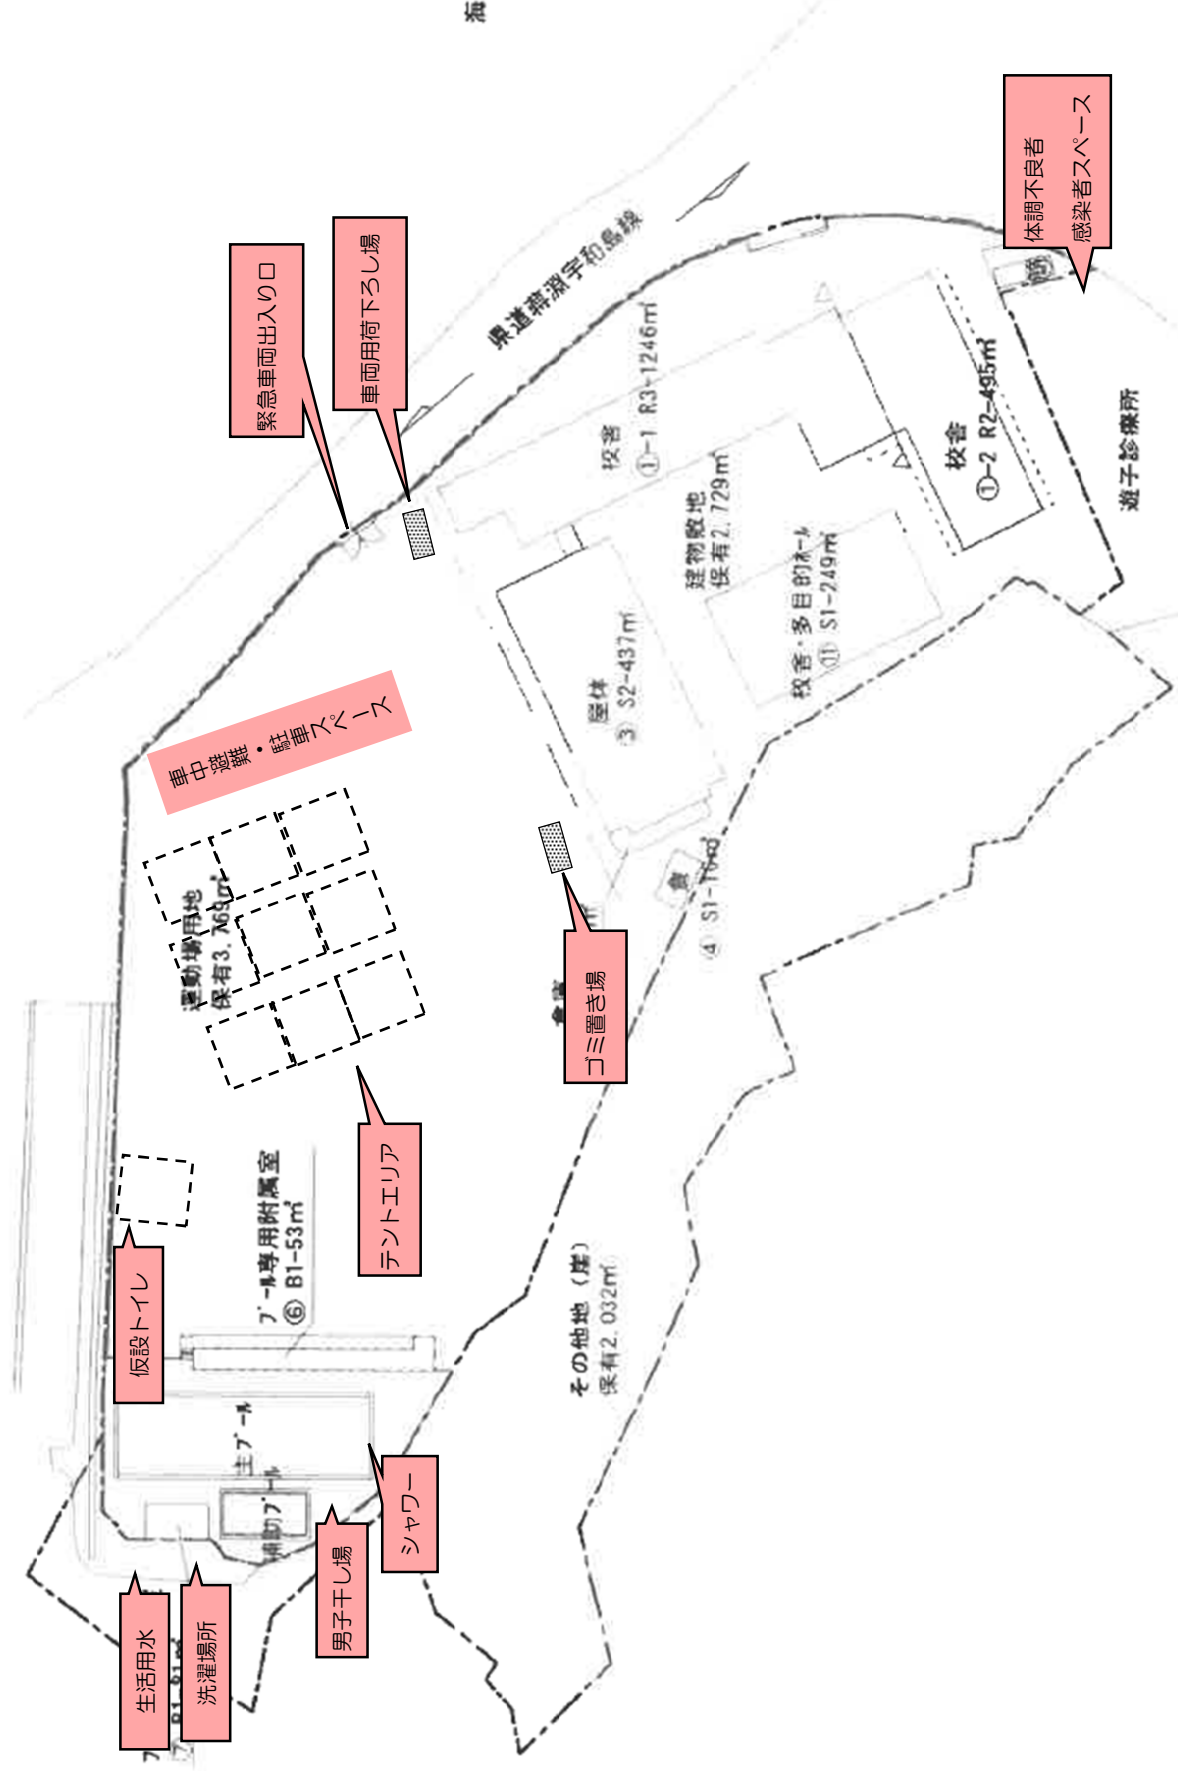 海
体調不良者
感染者スペース
緊急車両出入り口
車両用荷下ろし場
県道蒋淵宇和島線
校舎
①-1 R3-1246㎡
校舎
①-2 R2-495㎡
遊子診療所
建物敷地
保有2.729㎡
校舎・多目的ホール
⑪ S1-249㎡
屋体
③ S2-437㎡
車中避難・駐車スペース
運動場用地
保有3.769㎡
倉
④ S1-16㎡
倉庫
ゴミ置き場
テントエリア
仮設トイレ
プール専用附属室
⑥ B1-53㎡
その他地（崖）
保有2.032㎡
主プール
補助プール
シャワー
男子干し場
生活用水
洗濯場所